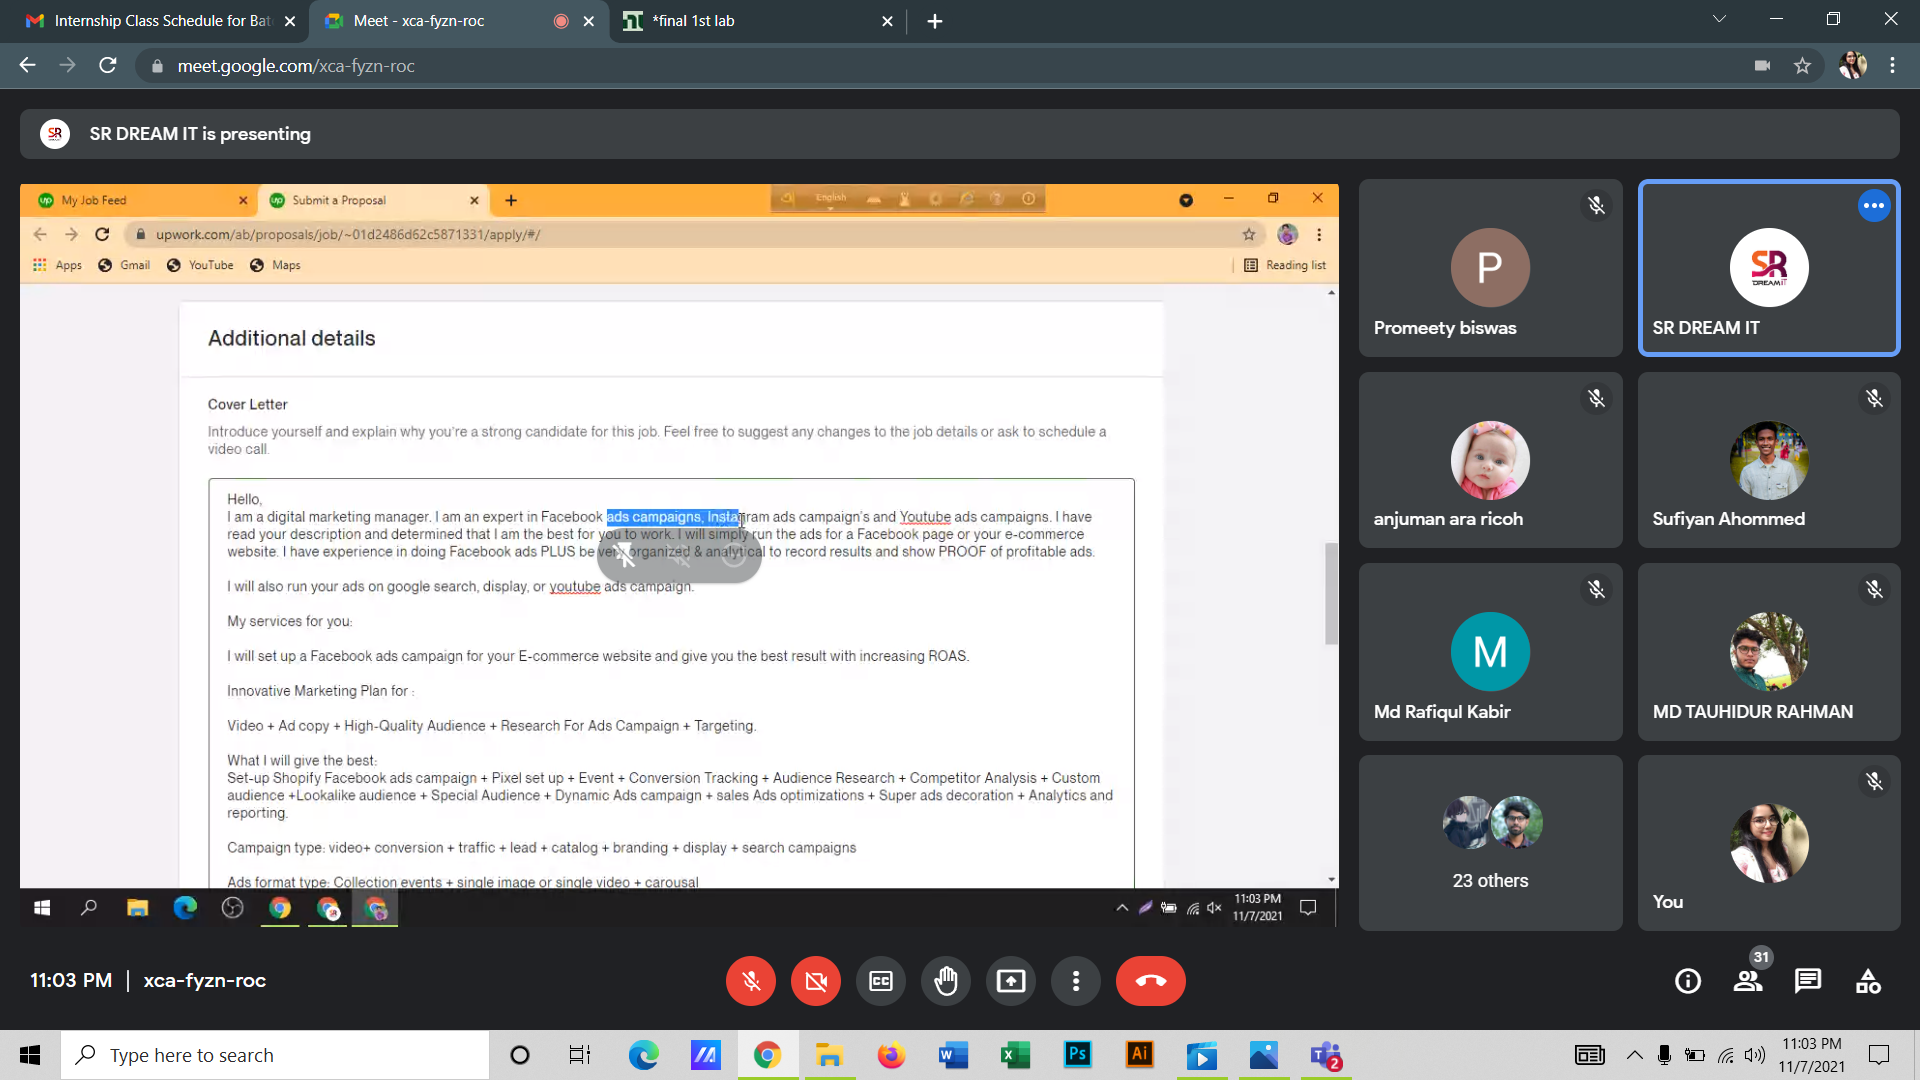 Internship Class Schedule for Bat
Meet - xca-fyzn-roc
*final 1st lab
meet.google.com/xca-fyzn-roc
SR DREAM IT is presenting
My Job Feed
Submit a Proposal
English
upwork.com/ab/proposals/job/~01d2486d62c5871331/apply/#/
Apps
Gmail
YouTube
Maps
Reading list
Additional details
Cover Letter
Introduce yourself and explain why you're a strong candidate for this job. Feel free to suggest any changes to the job details or ask to schedule a
video call.
Hello,
I am a digital marketing manager. I am an expert in Facebook ads campaigns, Instagram ads campaign's and Youtube ads campaigns. I have
read your description and determined that I am the best for you to work. I will simply run the ads for a Facebook page or your e-commerce
website. I have experience in doing Facebook ads PLUS be very organized & analytical to record results and show PROOF of profitable ads.
I will also run your ads on google search, display, or youtube ads campaign.
My services for you:
I will set up a Facebook ads campaign for your E-commerce website and give you the best result with increasing ROAS.
Innovative Marketing Plan for :
Video + Ad copy + High-Quality Audience + Research For Ads Campaign + Targeting.
What I will give the best:
Set-up Shopify Facebook ads campaign + Pixel set up + Event + Conversion Tracking + Audience Research + Competitor Analysis + Custom
audience +Lookalike audience + Special Audience + Dynamic Ads campaign + sales Ads optimizations + Super ads decoration + Analytics and
reporting.
Campaign type: video+ conversion + traffic + lead + catalog + branding + display + search campaigns
Ads format type: Collection events + single image or single video + carousal
11:03 PM
11/7/2021
P
Promeety biswas
SR
DREAM IT
SR DREAM IT
anjuman ara ricoh
Sufiyan Ahommed
M
Md Rafiqul Kabir
MD TAUHIDUR RAHMAN
23 others
You
11:03 PM | xca-fyzn-roc
31
Type here to search
11:03 PM
11/7/2021